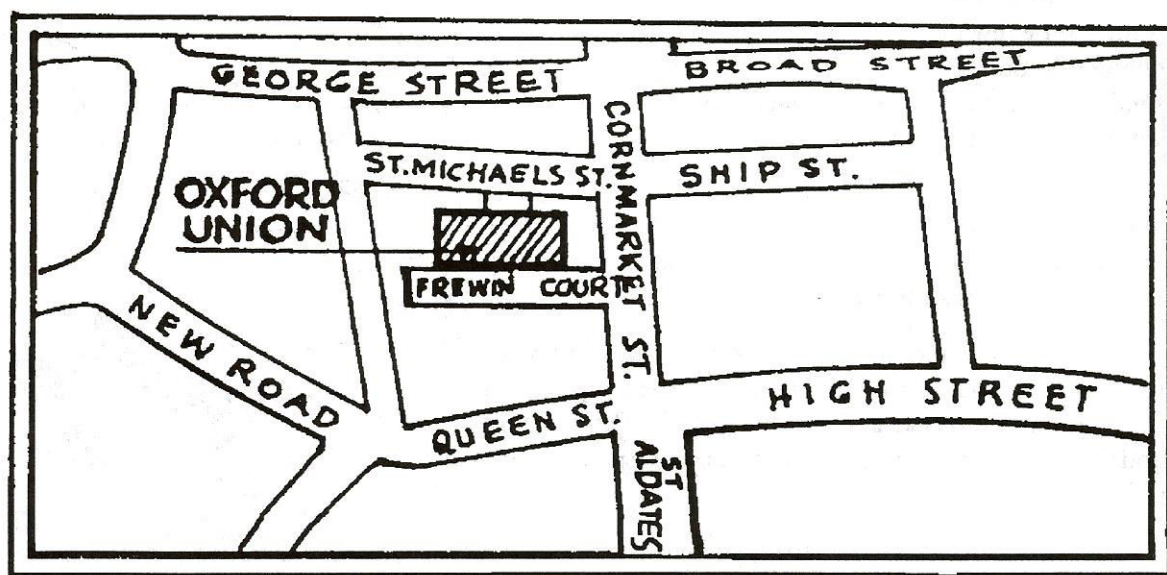 GEORGE STREET
BROAD STREET
CORNMARKET ST.
ST. MICHAELS ST.
SHIP ST.
OXFORD
UNION
FREWIN COURT
NEW ROAD
QUEEN ST.
HIGH STREET
ST
ALDATES